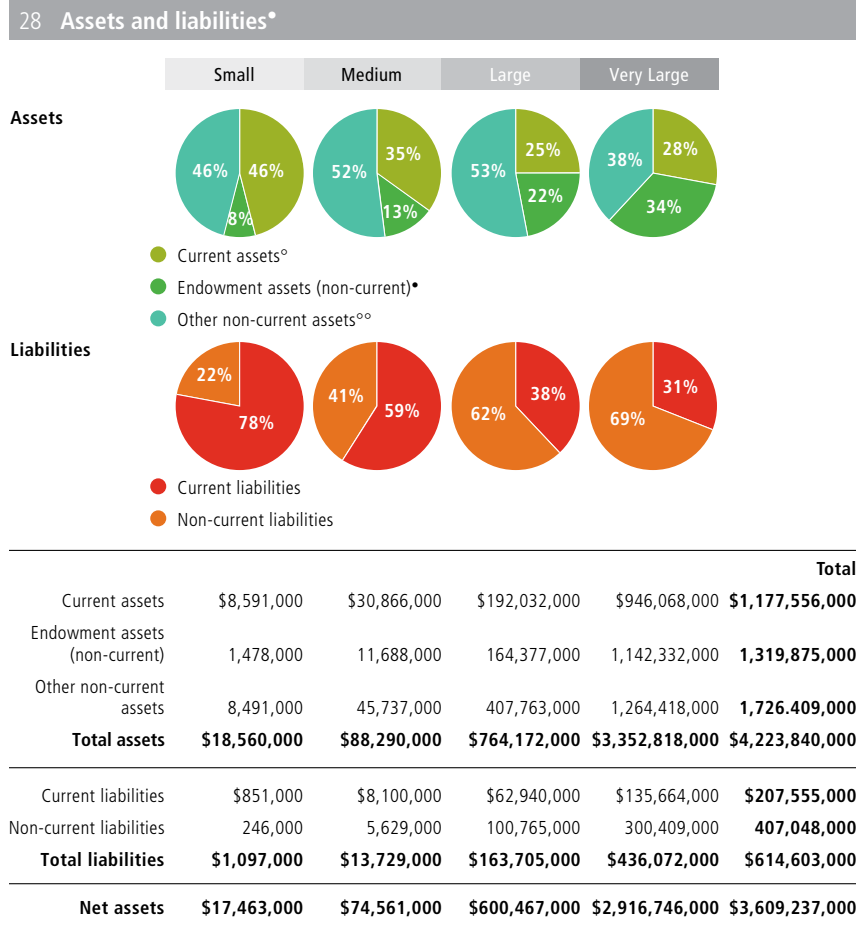 28 Assets and liabilities•
Small Medium Large Very Large
Assets
46% 46% 8%
52% 35% 13%
53% 25% 22%
38% 28% 34%
Current assets°
Endowment assets (non-current)•
Other non-current assets°°
Liabilities
22% 78%
41% 59%
62% 38%
69% 31%
Current liabilities
Non-current liabilities
Total
Current assets $8,591,000 $30,866,000 $192,032,000 $946,068,000 $1,177,556,000
Endowment assets
(non-current) 1,478,000 11,688,000 164,377,000 1,142,332,000 1,319,875,000
Other non-current
assets 8,491,000 45,737,000 407,763,000 1,264,418,000 1,726.409,000
Total assets $18,560,000 $88,290,000 $764,172,000 $3,352,818,000 $4,223,840,000
Current liabilities $851,000 $8,100,000 $62,940,000 $135,664,000 $207,555,000
Non-current liabilities 246,000 5,629,000 100,765,000 300,409,000 407,048,000
Total liabilities $1,097,000 $13,729,000 $163,705,000 $436,072,000 $614,603,000
Net assets $17,463,000 $74,561,000 $600,467,000 $2,916,746,000 $3,609,237,000